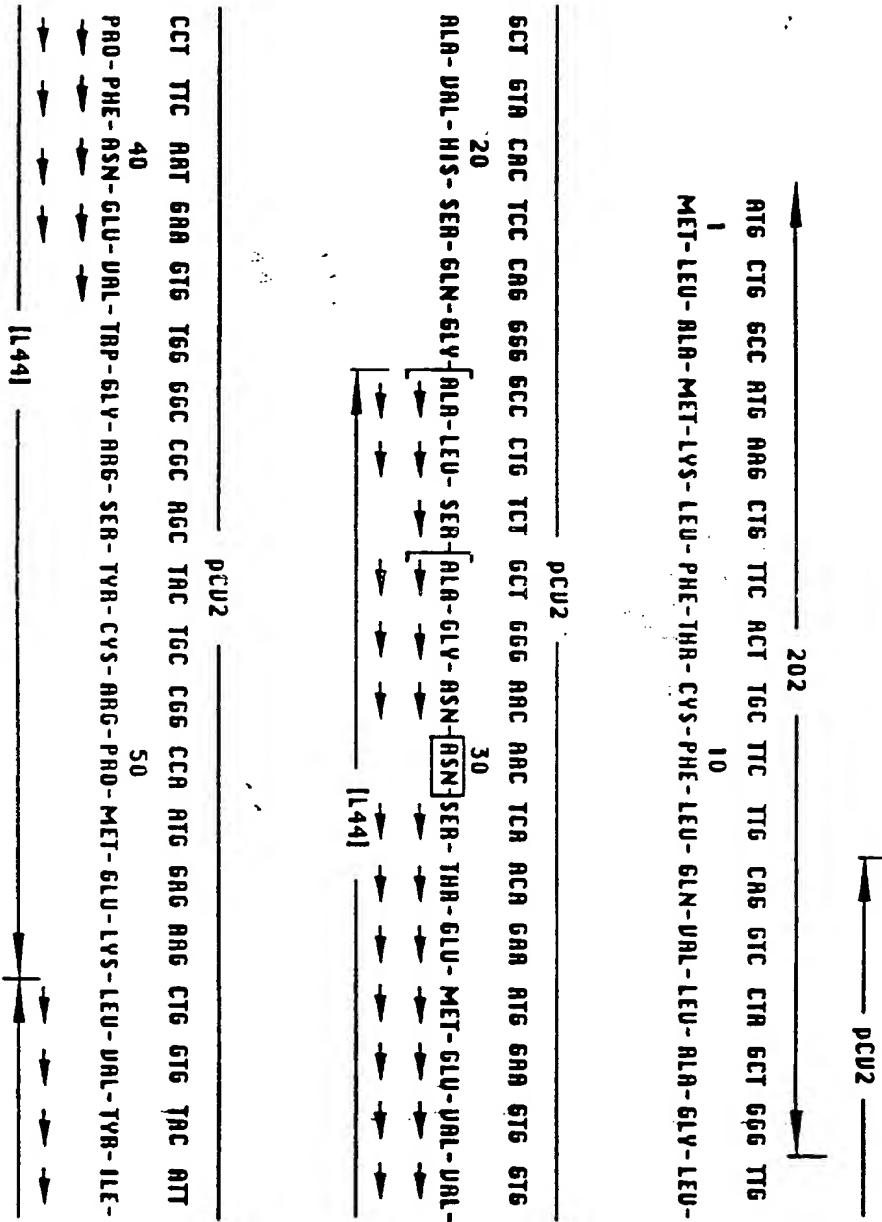 pCV2
202
ATG CTG GCC ATG AAG CTG TTC ACT TGC TTC TTG CAG GTC CTA GCT GGG TTG
1 10
MET-LEU-ALA-MET-LYS-LEU-PHE-THR-CYS-PHE-LEU-GLN-VAL-LEU-ALA-GLY-LEU-
pCV2
GCT GTA CAC TCC CAG GGG GCC CTG TCT GCT GGG AAC AAC TCA ACA GAA ATG GAA GTG GTG
20 30
ALA-VAL-HIS-SER-GLN-GLY-ALA-LEU-SER-ALA-GLY-ASN-ASN-SER-THR-GLU-MET-GLU-VAL-VAL-
[L44]
pCV2
CCT TTC AAT GAA GTG TGG GGC CGC AGC TAC TGC CGG CCA ATG GAG AAG CTG GTG TAC ATT
40 50
PRO-PHE-ASN-GLU-VAL-TRP-GLY-ARG-SER-TYR-CYS-ARG-PRO-MET-GLU-LYS-LEU-VAL-TYR-ILE-
[L44]